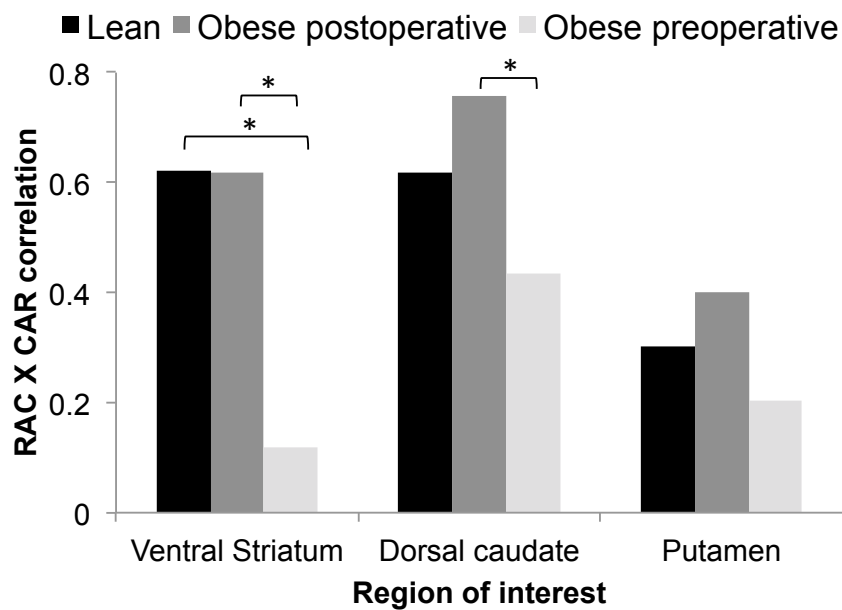 Lean Obese postoperative Obese preoperative
0.8
0.6
0.4
0.2
0
RAC X CAR correlation
*
*
*
Ventral Striatum Dorsal caudate Putamen
Region of interest